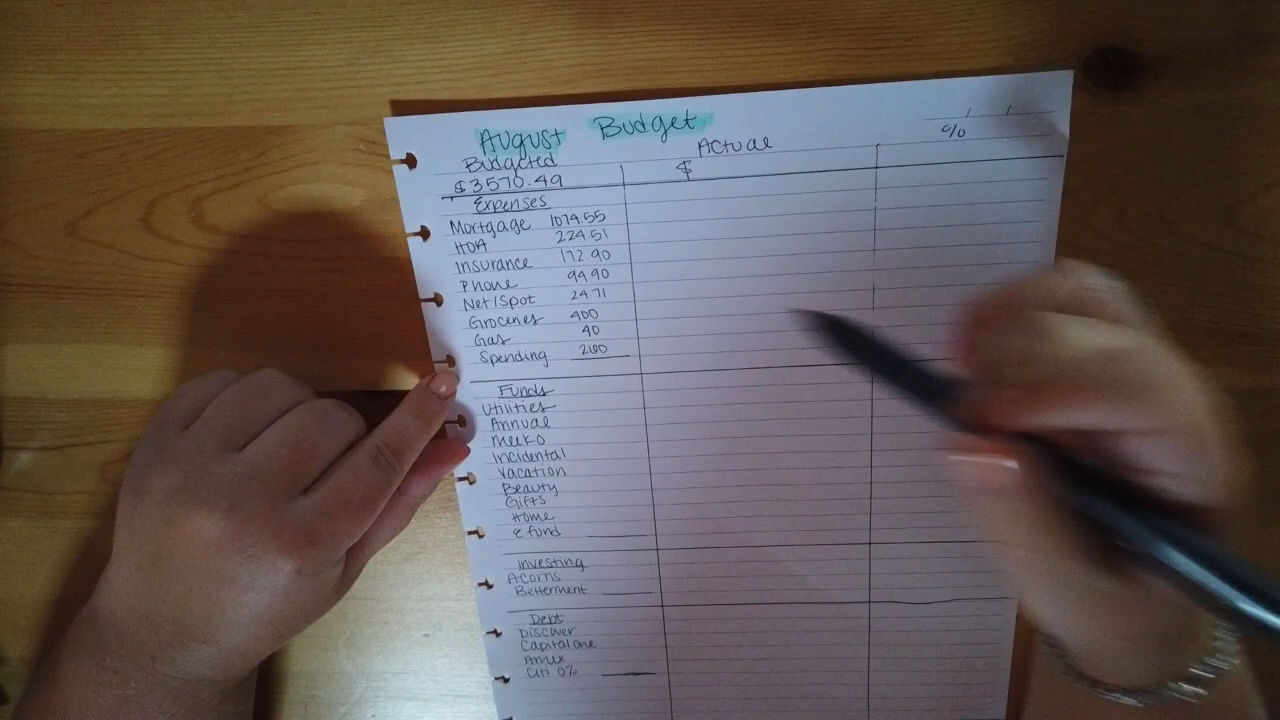 August Budget
Budgeted Actual %
$3570.49 $
Expenses
Mortgage 1074.55
HOA 224.51
Insurance 172.90
Phone 94.90
Net/Spot 24.71
Groceries 400
Gas 40
Spending 200
Funds
Utilities
Annual
Meeko
Incidental
Vacation
Beauty
Gifts
Home
E fund
Investing
Acorns
Betterment
Debt
Discover
Capital One
Amex
Citi 0%